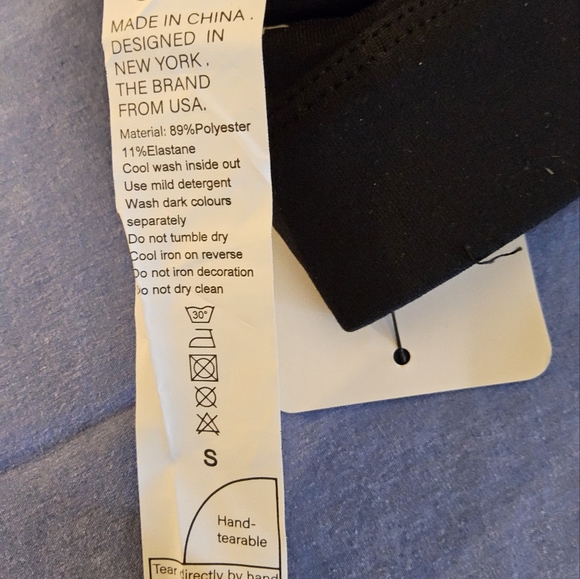 MADE IN CHINA.
DESIGNED IN
NEW YORK.
THE BRAND
FROM USA.
Material: 89%Polyester
11%Elastane
Cool wash inside out
Use mild detergent
Wash dark colours
separately
Do not tumble dry
Cool iron on reverse
Do not iron decoration
Do not dry clean
30°
S
Hand-
tearable
Tear directly by hand